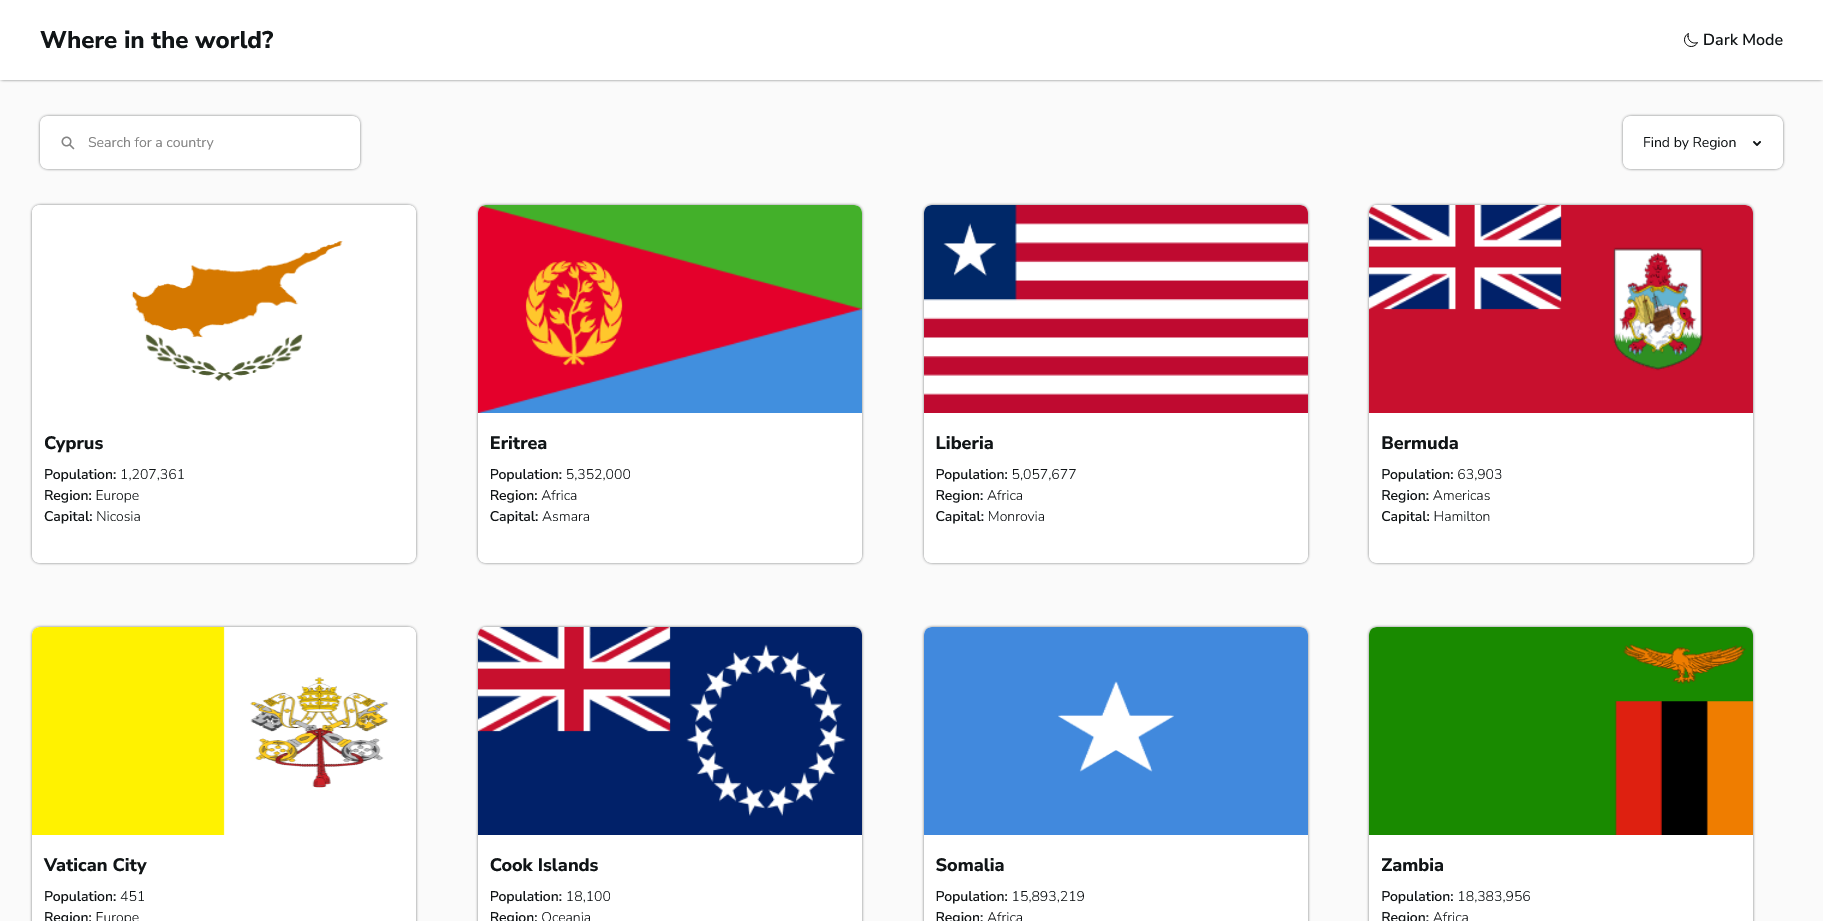 Where in the world?
Dark Mode
Search for a country
Find by Region
Cyprus
Population: 1,207,361
Region: Europe
Capital: Nicosia
Eritrea
Population: 5,352,000
Region: Africa
Capital: Asmara
Liberia
Population: 5,057,677
Region: Africa
Capital: Monrovia
Bermuda
Population: 63,903
Region: Americas
Capital: Hamilton
Vatican City
Population: 451
Region: Europe
Cook Islands
Population: 18,100
Region: Oceania
Somalia
Population: 15,893,219
Region: Africa
Zambia
Population: 18,383,956
Region: Africa